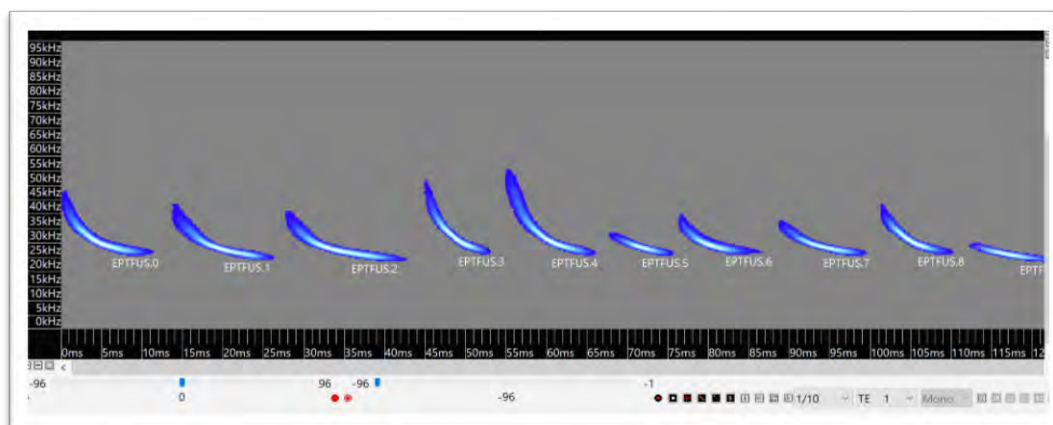 95kHz
90kHz
85kHz
80kHz
75kHz
70kHz
65kHz
60kHz
55kHz
50kHz
45kHz
40kHz
35kHz
30kHz
25kHz
20kHz
15kHz
10kHz
5kHz
0kHz
EPTFUS.0 EPTFUS.1 EPTFUS.2 EPTFUS.3 EPTFUS.4 EPTFUS.5 EPTFUS.6 EPTFUS.7 EPTFUS.8 EPTF
0ms 5ms 10ms 15ms 20ms 25ms 30ms 35ms 40ms 45ms 50ms 55ms 60ms 65ms 70ms 75ms 80ms 85ms 90ms 95ms 100ms 105ms 110ms 115ms 12
-96 96 -96 -1
0 -96 1/10 TE 1 Mono